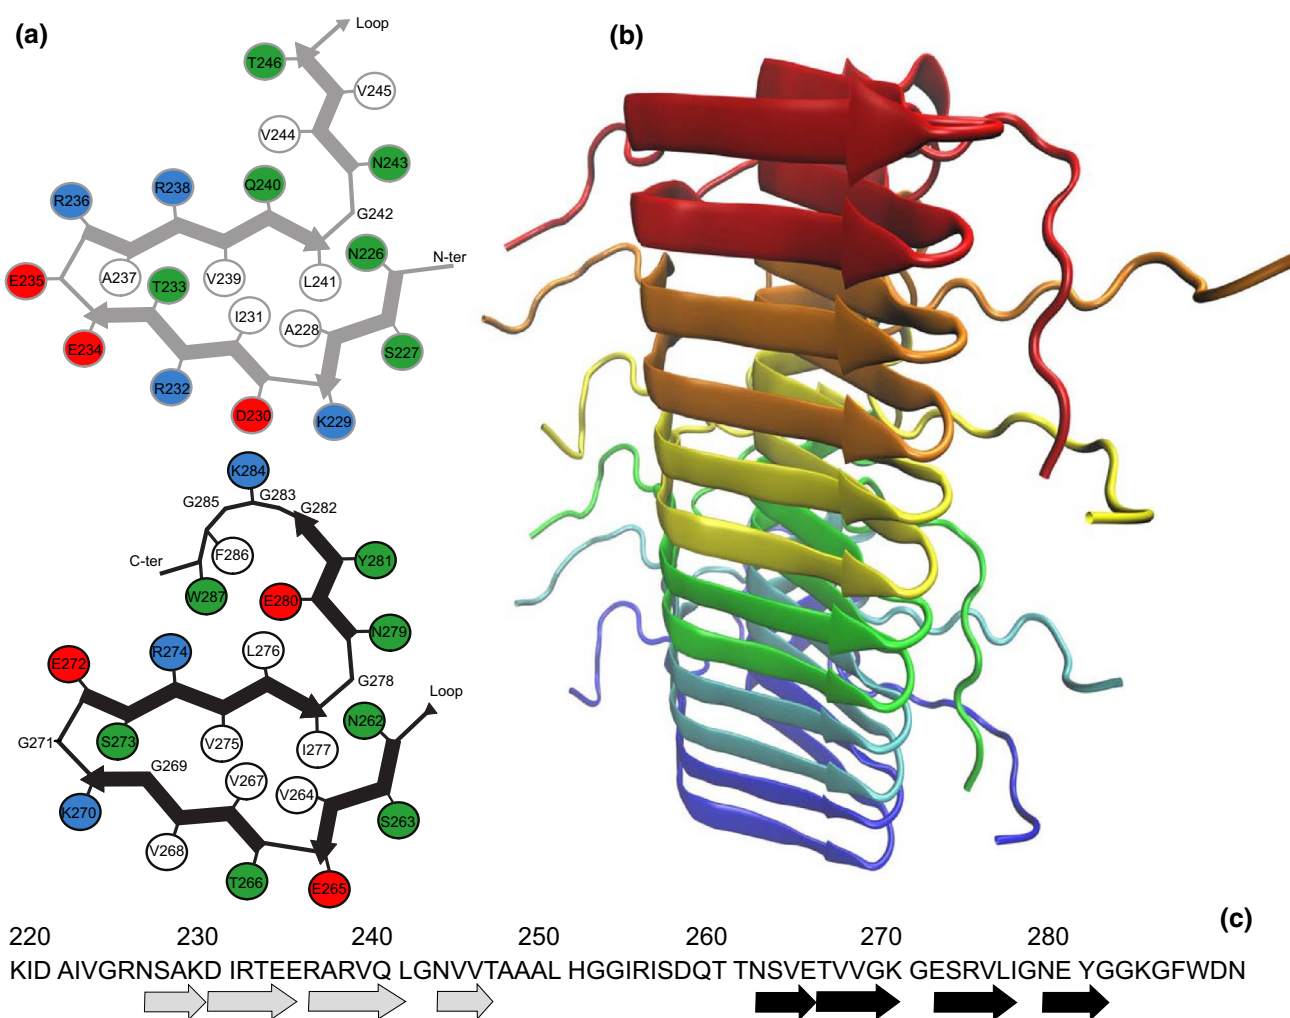 (a)
Loop
T246
V245
V244
N243
R238
Q240
R236
G242
N226
N-ter
E235
A237
T233
V239
L241
I231
A228
E234
S227
R232
D230
K229
K284
G285
G283
G282
C-ter
F286
Y281
W287
E280
N279
R274
L276
E272
G278
Loop
N262
G271
S273
V275
I277
G269
V267
V264
K270
S263
V268
T266
E265
(b)
(c)
220 230 240 250 260 270 280
KID AIVGRNSAKD IRTEERARVQ LGNVVTAAAL HGGIRISDQT TNSVETVVGK GESRVLIGNE YGGKGFWDN